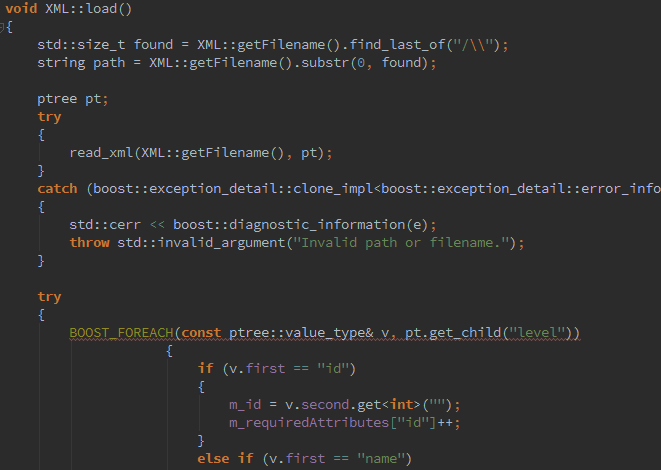 void XML::load()
{
    std::size_t found = XML::getFilename().find_last_of("/\\");
    string path = XML::getFilename().substr(0, found);
    ptree pt;
    try
    {
        read_xml(XML::getFilename(), pt);
    }
    catch (boost::exception_detail::clone_impl<boost::exception_detail::error_info
    {
        std::cerr << boost::diagnostic_information(e);
        throw std::invalid_argument("Invalid path or filename.");
    }
    try
    {
        BOOST_FOREACH(const ptree::value_type& v, pt.get_child("level"))
                    {
                        if (v.first == "id")
                        {
                            m_id = v.second.get<int>("");
                            m_requiredAttributes["id"]++;
                        }
                        else if (v.first == "name")